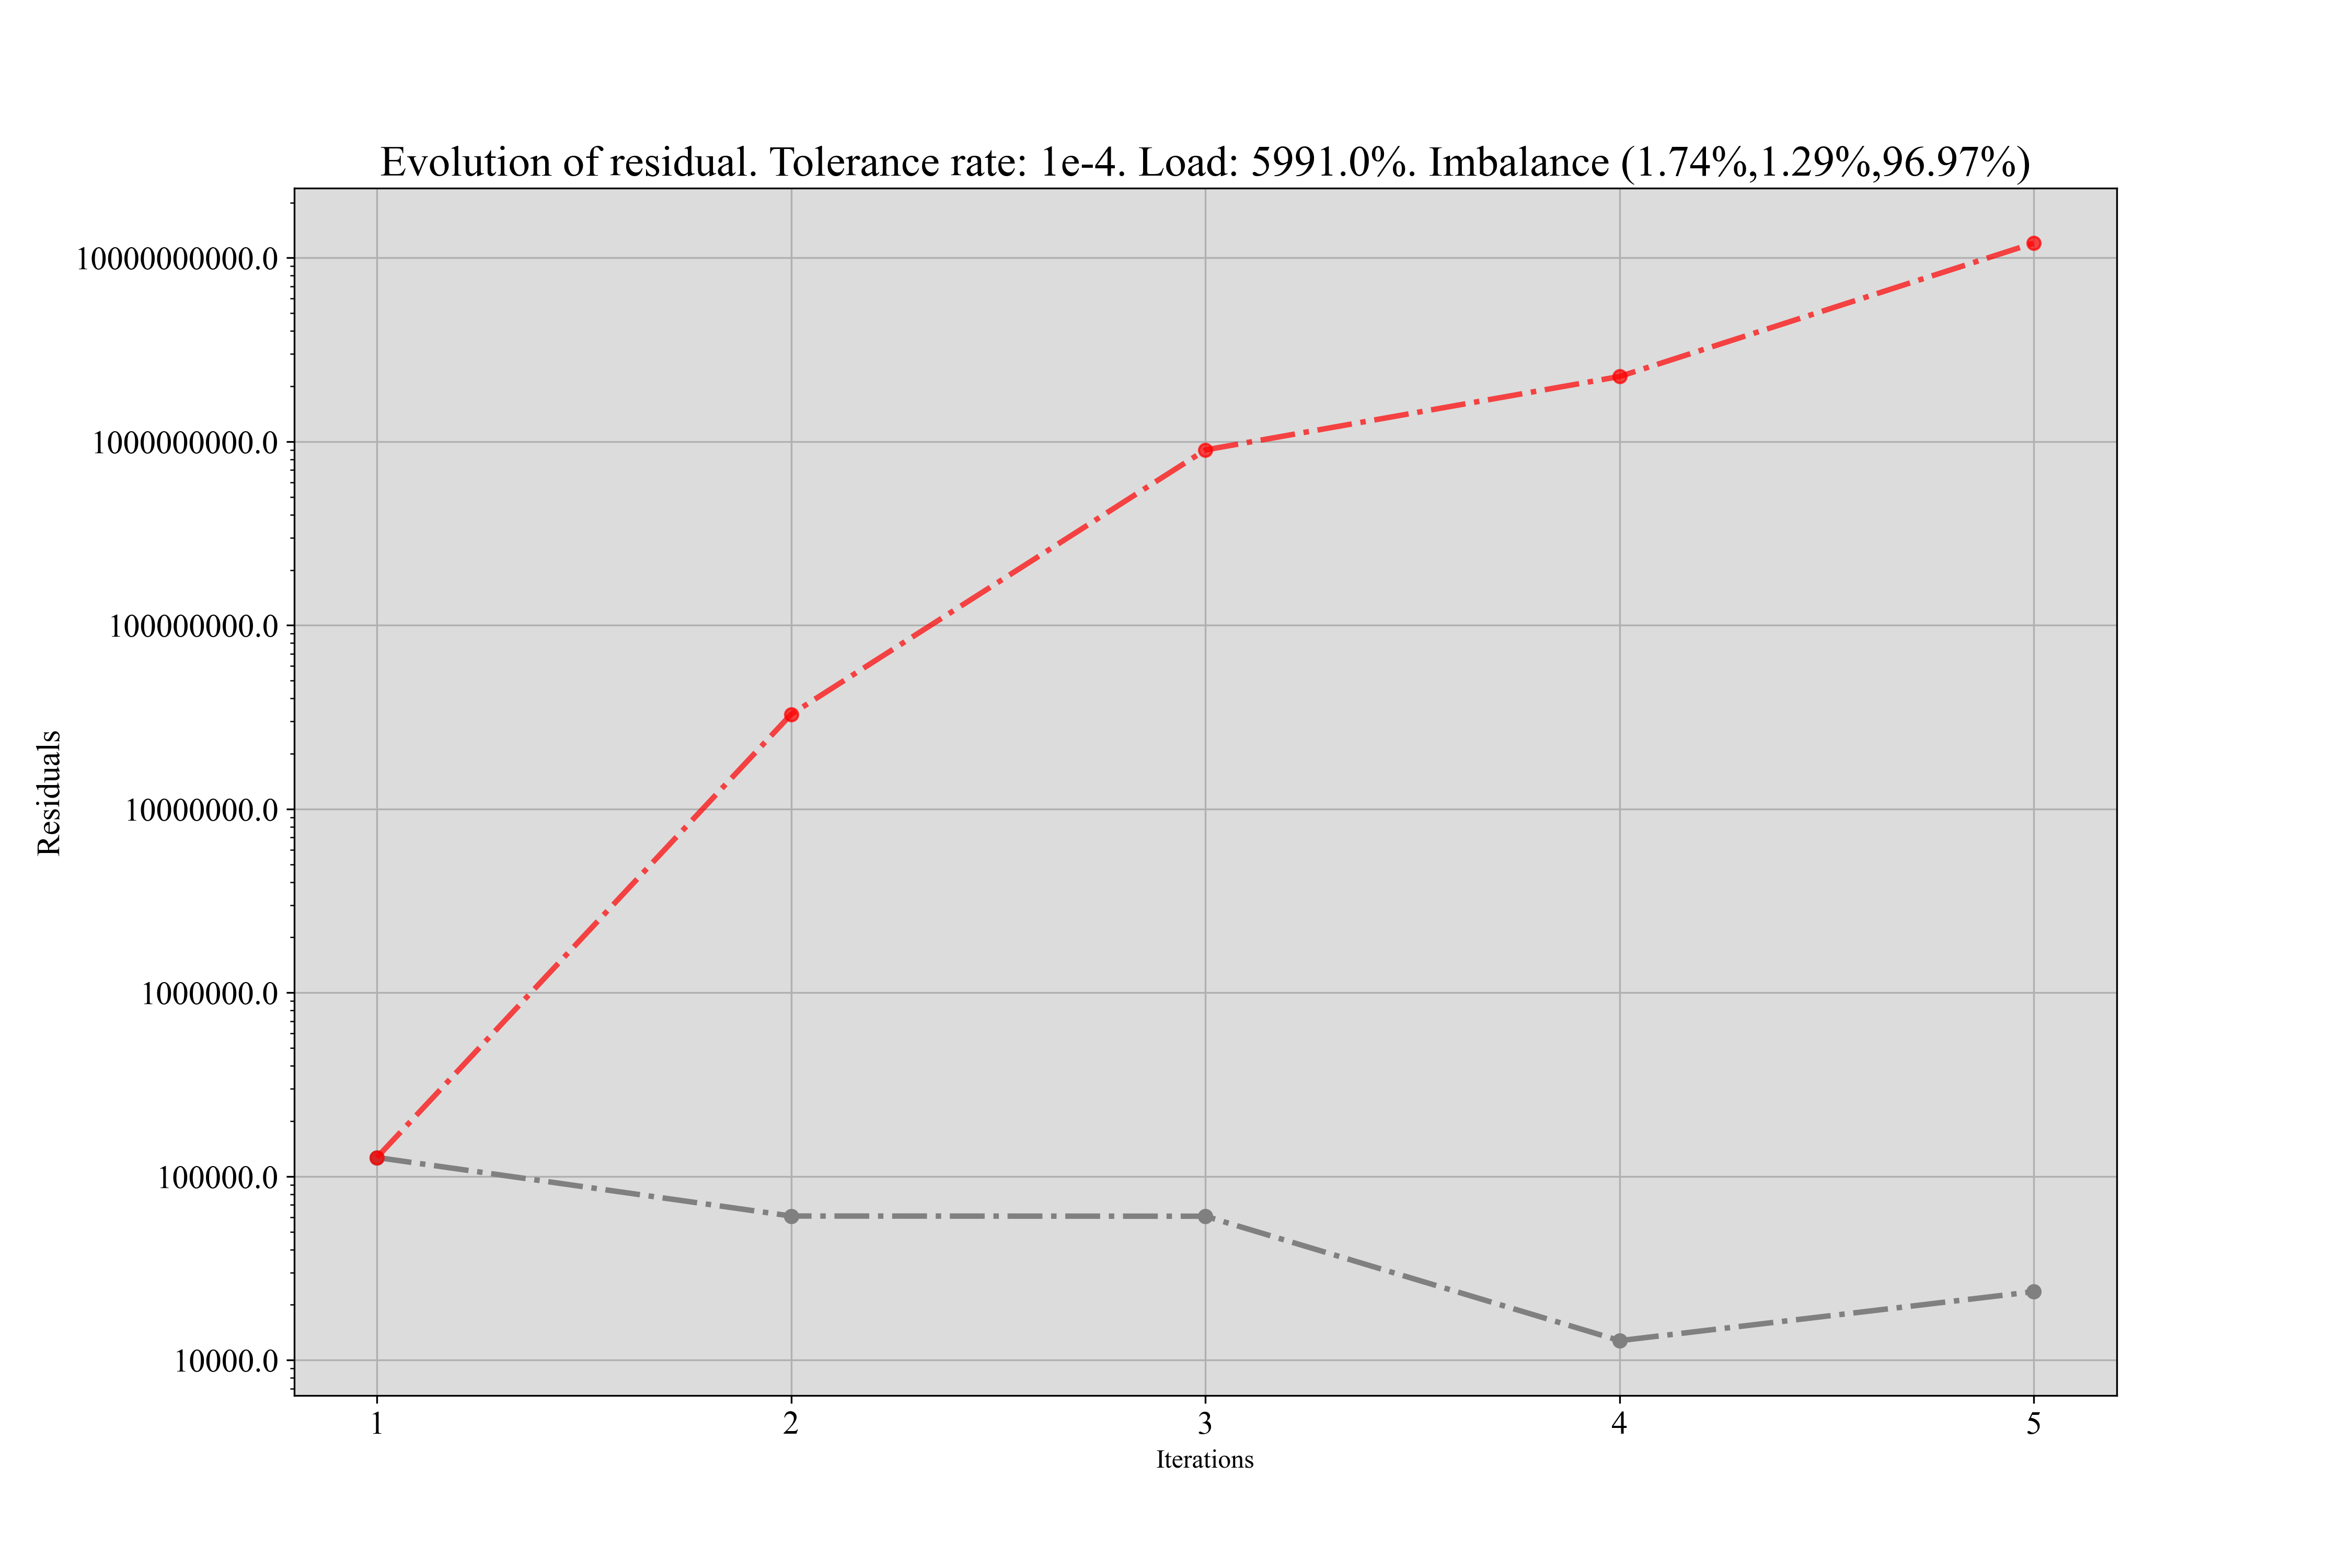 Evolution of residual. Tolerance rate: 1e-4. Load: 5991.0%. Imbalance (1.74%,1.29%,96.97%)
10000000000.0
1000000000.0
100000000.0
10000000.0
1000000.0
100000.0
10000.0
Residuals
1 2 3 4 5
Iterations